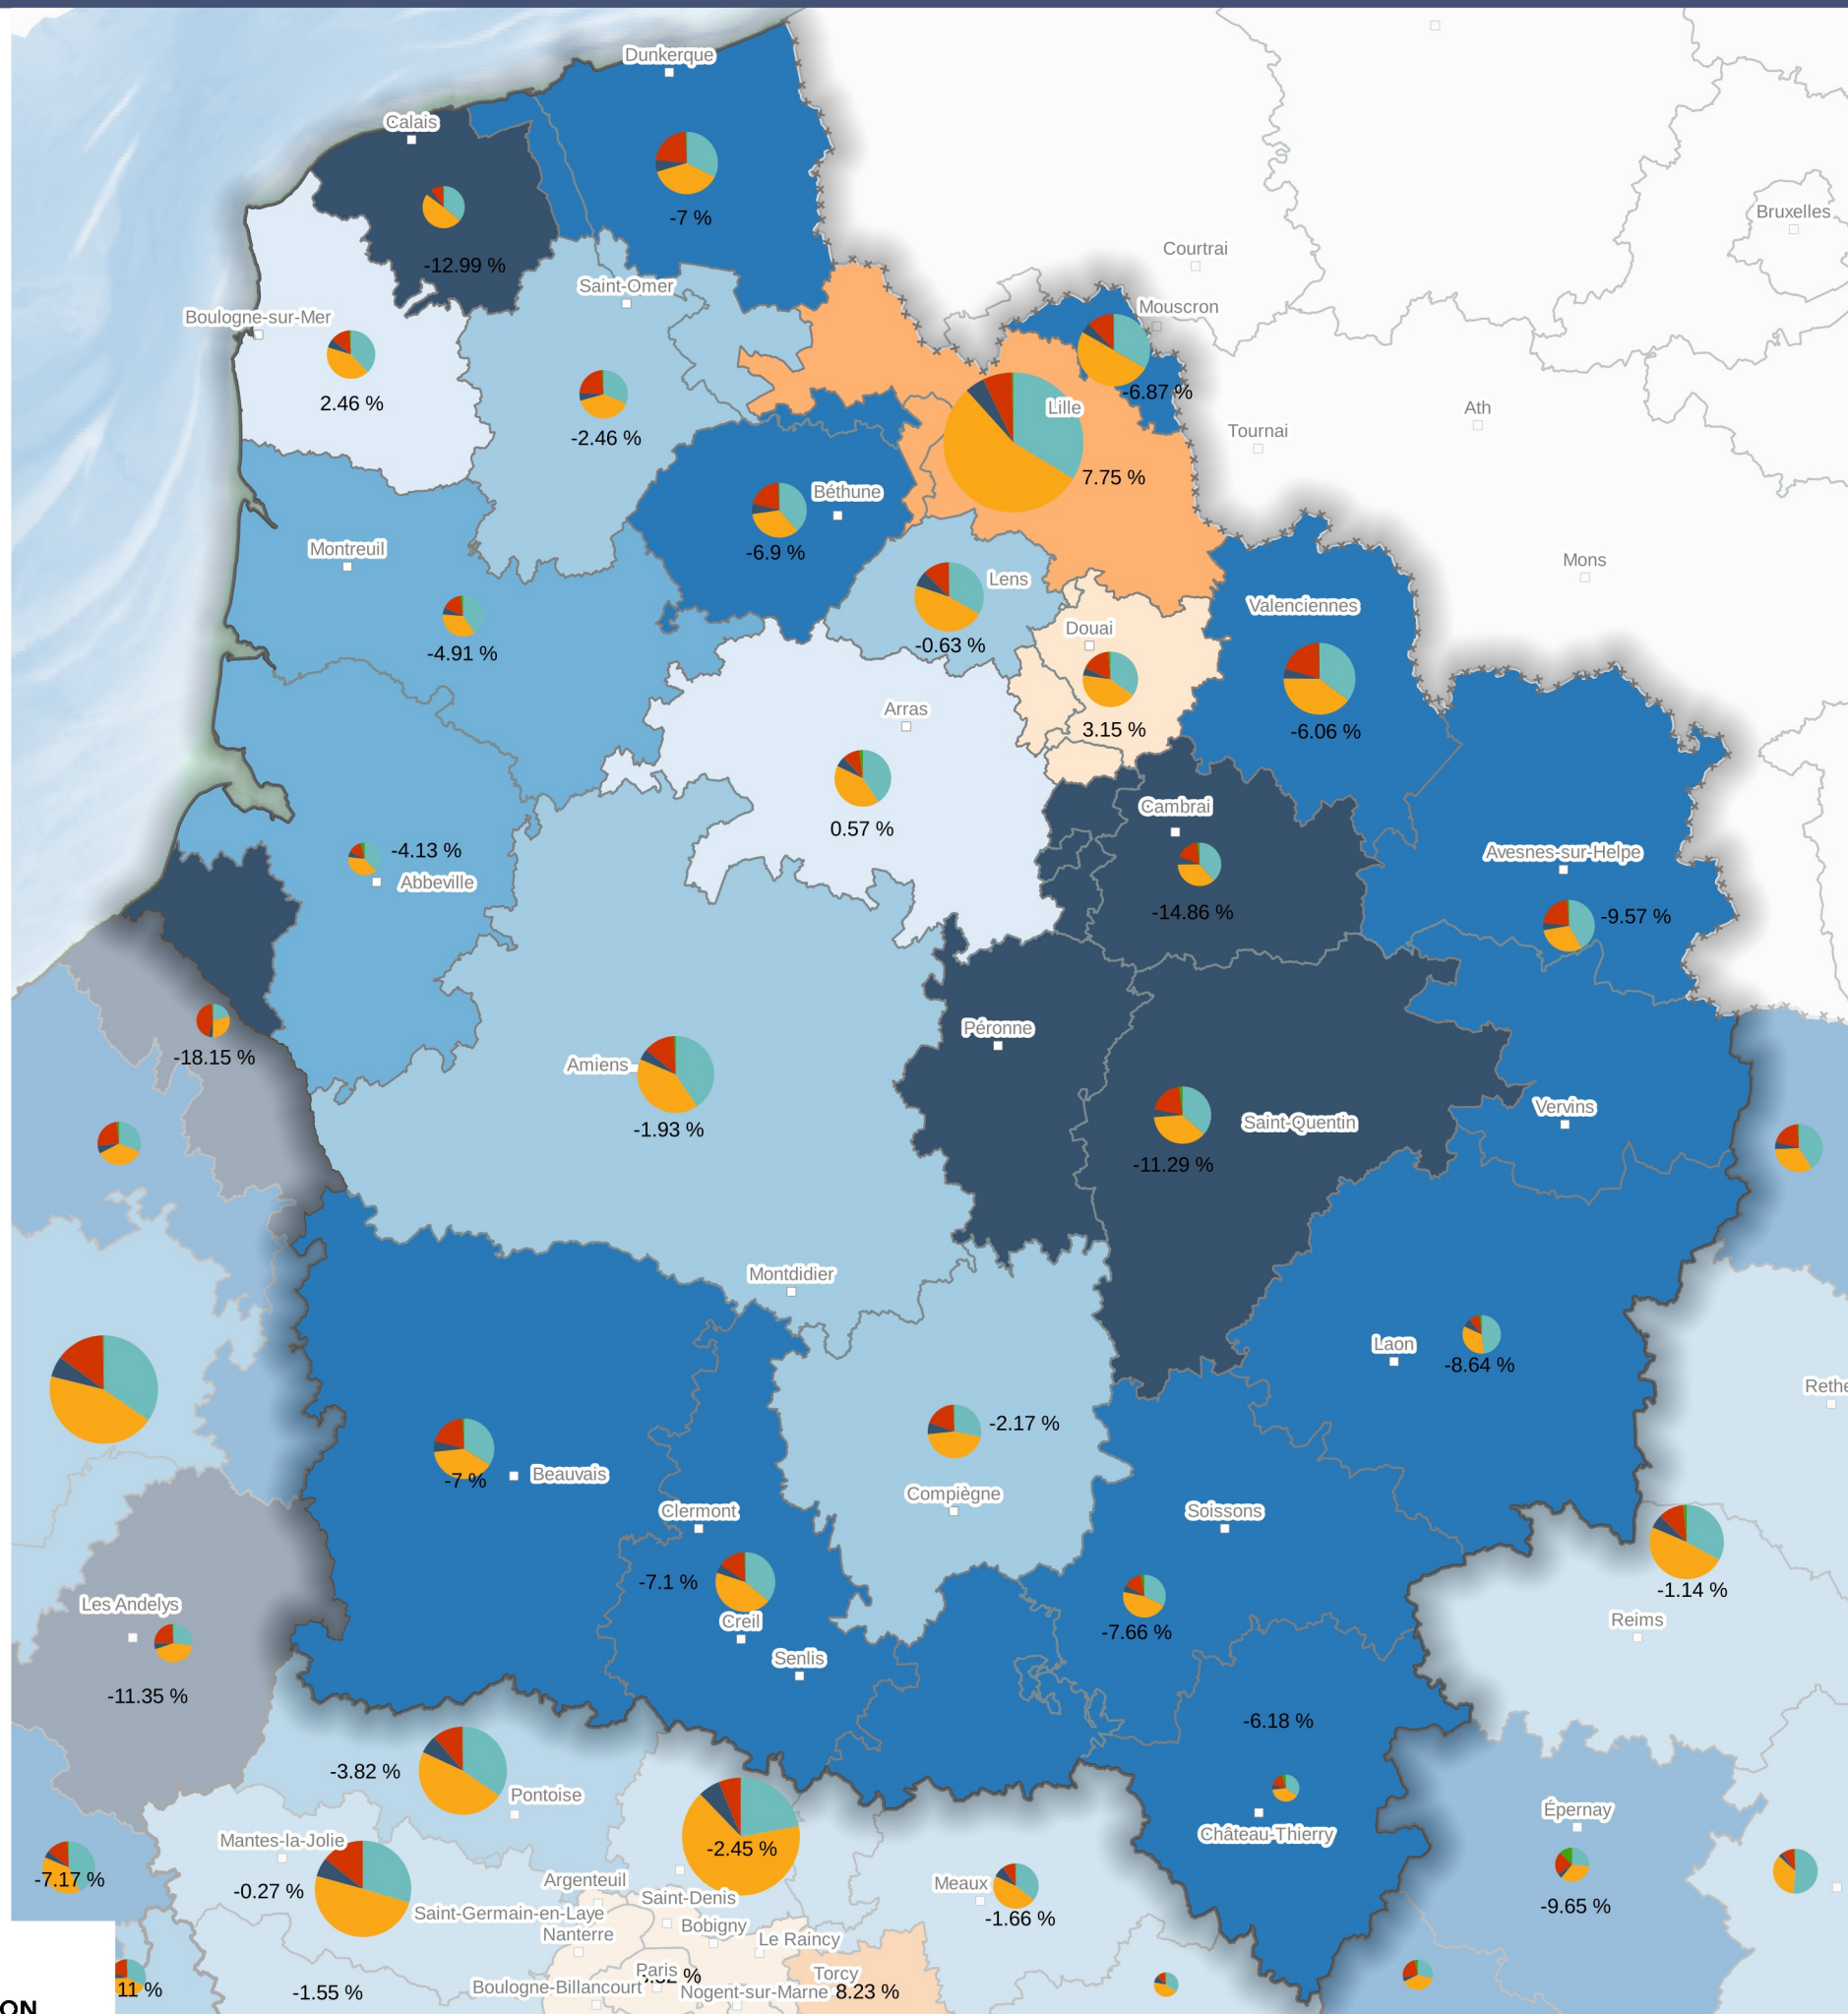 Dunkerque
Calais
-7 %
Bruxelles
Courtrai
-12.99 %
Saint-Omer
Mouscron
Boulogne-sur-Mer
-6.87 %
2.46 %
Lille
Ath
-2.46 %
Tournai
7.75 %
Béthune
Montreuil
-6.9 %
Mons
Lens
Valenciennes
Douai
-0.63 %
-4.91 %
Arras
3.15 %
-6.06 %
Cambrai
0.57 %
-4.13 %
Avesnes-sur-Helpe
Abbeville
-14.86 %
-9.57 %
Péronne
-18.15 %
Amiens
Vervins
Saint-Quentin
-1.93 %
-11.29 %
Montdidier
Laon
-8.64 %
Rethe
-2.17 %
-7 %
Beauvais
Compiègne
Clermont
Soissons
-7.1 %
-1.14 %
Les Andelys
Creil
Reims
-7.66 %
Senlis
-11.35 %
-6.18 %
-3.82 %
Pontoise
Épernay
Château-Thierry
Mantes-la-Jolie
-2.45 %
-7.17 %
-0.27 %
Argenteuil
Meaux
Saint-Denis
-9.65 %
Saint-Germain-en-Laye
-1.66 %
Bobigny
Nanterre
Le Raincy
Paris
Torcy
11 %
-1.55 %
Boulogne-Billancourt
Nogent-sur-Marne
8.23 %
ON